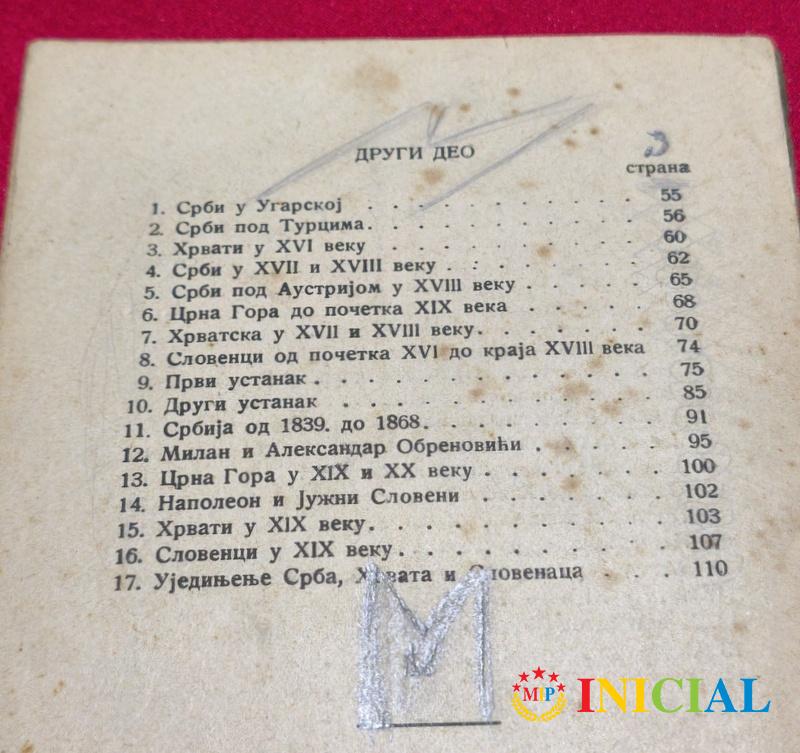 ДРУГИ ДЕО
страна
1. Срби у Угарској . . . . . . . . . . . 55
2. Срби под Турцима . . . . . . . . . . 56
3. Хрвати у XVI веку . . . . . . . . . . 60
4. Срби у XVII и XVIII веку . . . . . . . . 62
5. Срби под Аустријом у XVIII веку . . . . . 65
6. Црна Гора до почетка XIX века . . . . . 68
7. Хрватска у XVII и XVIII веку. . . . . . . 70
8. Словенци од почетка XVI до краја XVIII века 74
9. Први устанак . . . . . . . . . . . . . 75
10. Други устанак . . . . . . . . . . . . 85
11. Србија од 1839. до 1868. . . . . . . . . 91
12. Милан и Александар Обреновићи . . . . . 95
13. Црна Гора у XIX и XX веку . . . . . . . 100
14. Наполеон и Јужни Словени . . . . . . . 102
15. Хрвати у XIX веку. . . . . . . . . . . 103
16. Словенци у XIX веку. . . . . . . . . . 107
17. Уједињење Срба, Хрвата и Словенаца . . . 110
М
MIP INICIAL